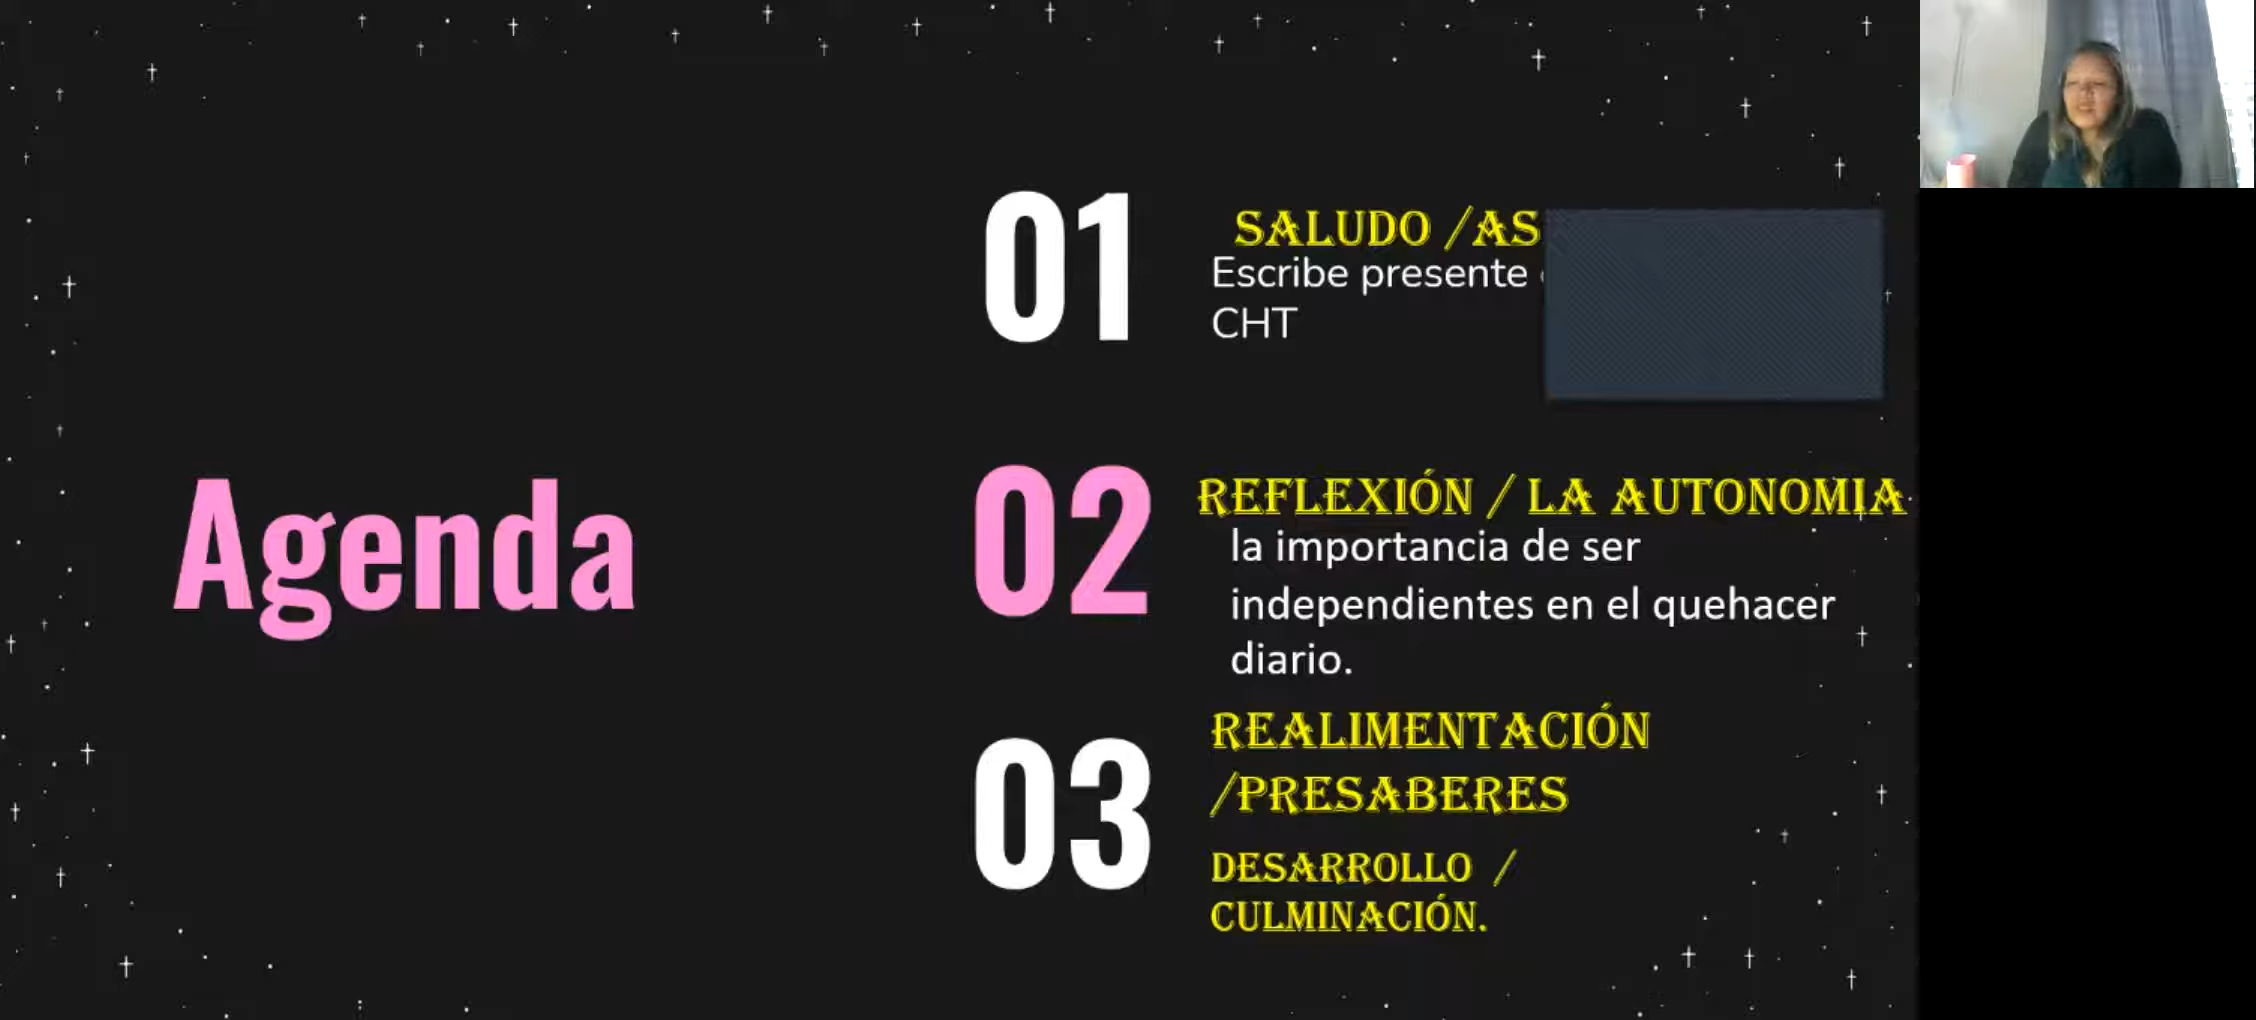 Agenda
01
SALUDO /AS
Escribe presente
CHT
02
REFLEXIÓN / LA AUTONOMIA
la importancia de ser
independientes en el quehacer
diario.
03
REALIMENTACIÓN
/PRESABERES
DESARROLLO /
CULMINACIÓN.